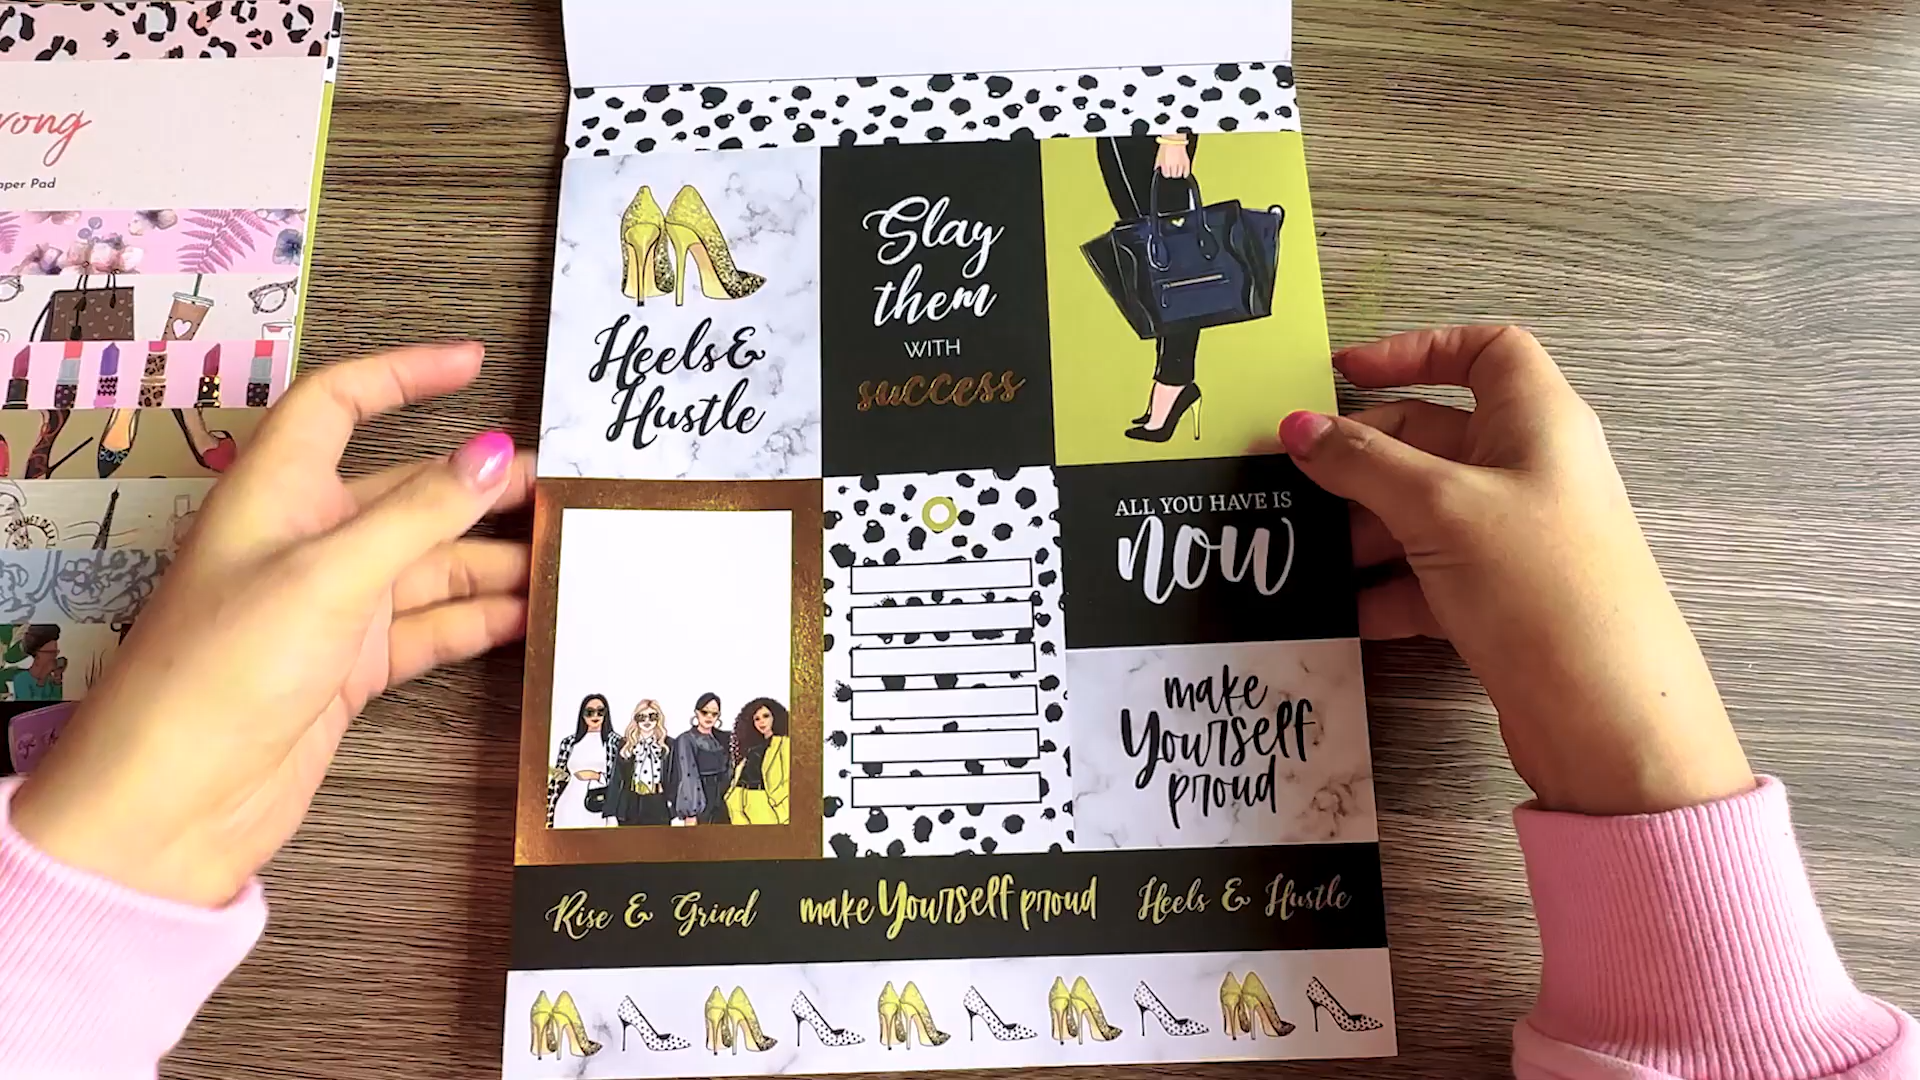 aper Pad
Heels &
Hustle
Slay
them
WITH
success
ALL YOU HAVE IS
now
make
Yourself
proud
Rise & Grind make Yourself proud Heels & Hustle